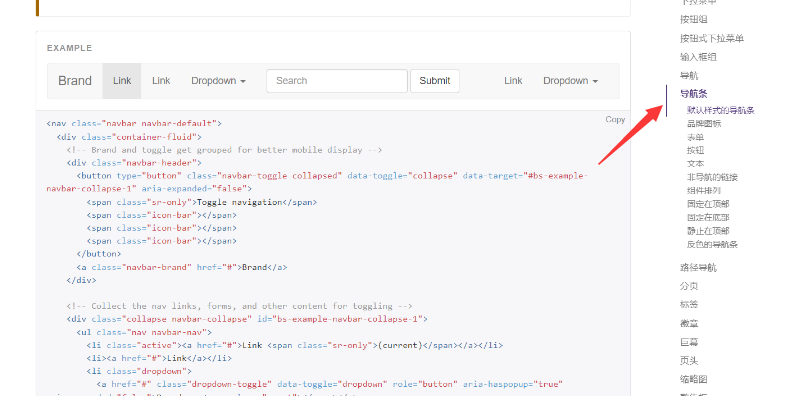 EXAMPLE
Brand Link Link Dropdown Search Submit Link Dropdown
Copy
<nav class="navbar navbar-default">
<div class="container-fluid">
<!-- Brand and toggle get grouped for better mobile display -->
<div class="navbar-header">
<button type="button" class="navbar-toggle collapsed" data-toggle="collapse" data-target="#bs-example-
navbar-collapse-1" aria-expanded="false">
<span class="sr-only">Toggle navigation</span>
<span class="icon-bar"></span>
<span class="icon-bar"></span>
<span class="icon-bar"></span>
</button>
<a class="navbar-brand" href="#">Brand</a>
</div>
<!-- Collect the nav links, forms, and other content for toggling -->
<div class="collapse navbar-collapse" id="bs-example-navbar-collapse-1">
<ul class="nav navbar-nav">
<li class="active"><a href="#">Link <span class="sr-only">(current)</span></a></li>
<li><a href="#">Link</a></li>
<li class="dropdown">
<a href="#" class="dropdown-toggle" data-toggle="dropdown" role="button" aria-haspopup="true"
下拉菜单
按钮组
按钮式下拉菜单
输入框组
导航
导航条
默认样式的导航条
品牌图标
表单
按钮
文本
非导航的链接
组件排列
固定在顶部
固定在底部
静止在顶部
反色的导航条
路径导航
分页
标签
徽章
巨幕
页头
缩略图